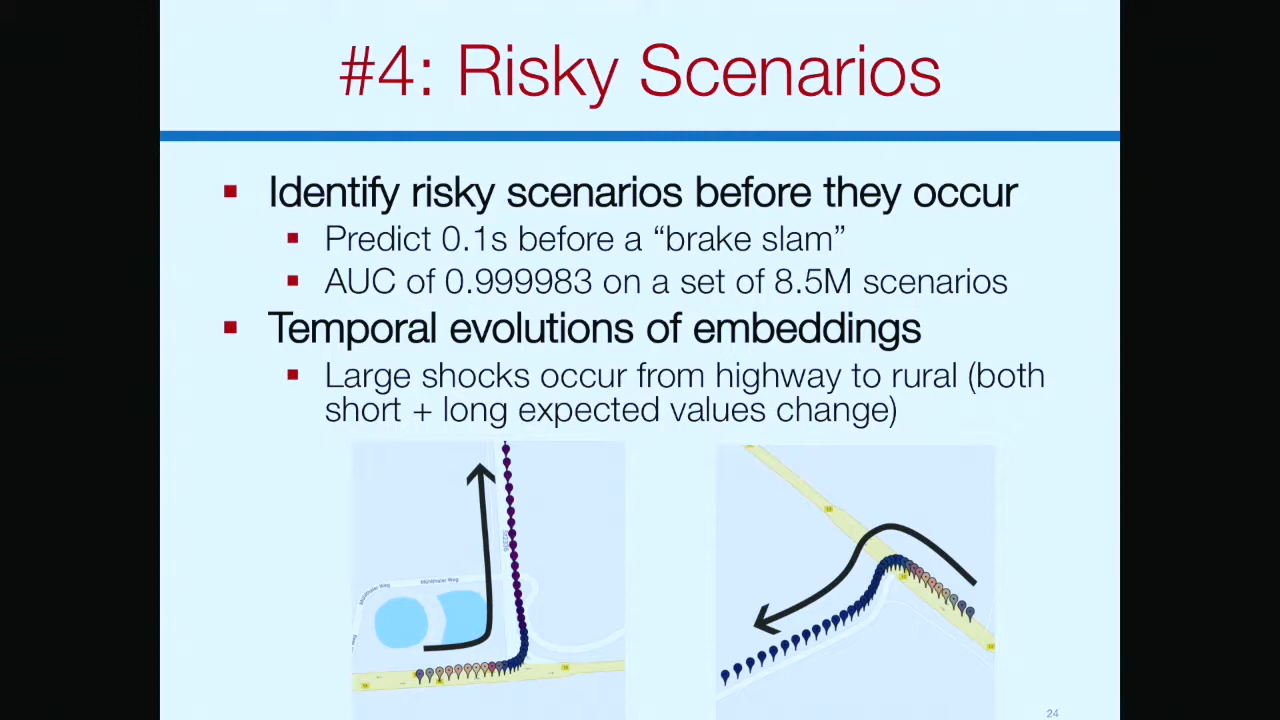 #4: Risky Scenarios
Identify risky scenarios before they occur
Predict 0.1s before a “brake slam”
AUC of 0.999983 on a set of 8.5M scenarios
Temporal evolutions of embeddings
Large shocks occur from highway to rural (both
short + long expected values change)
24